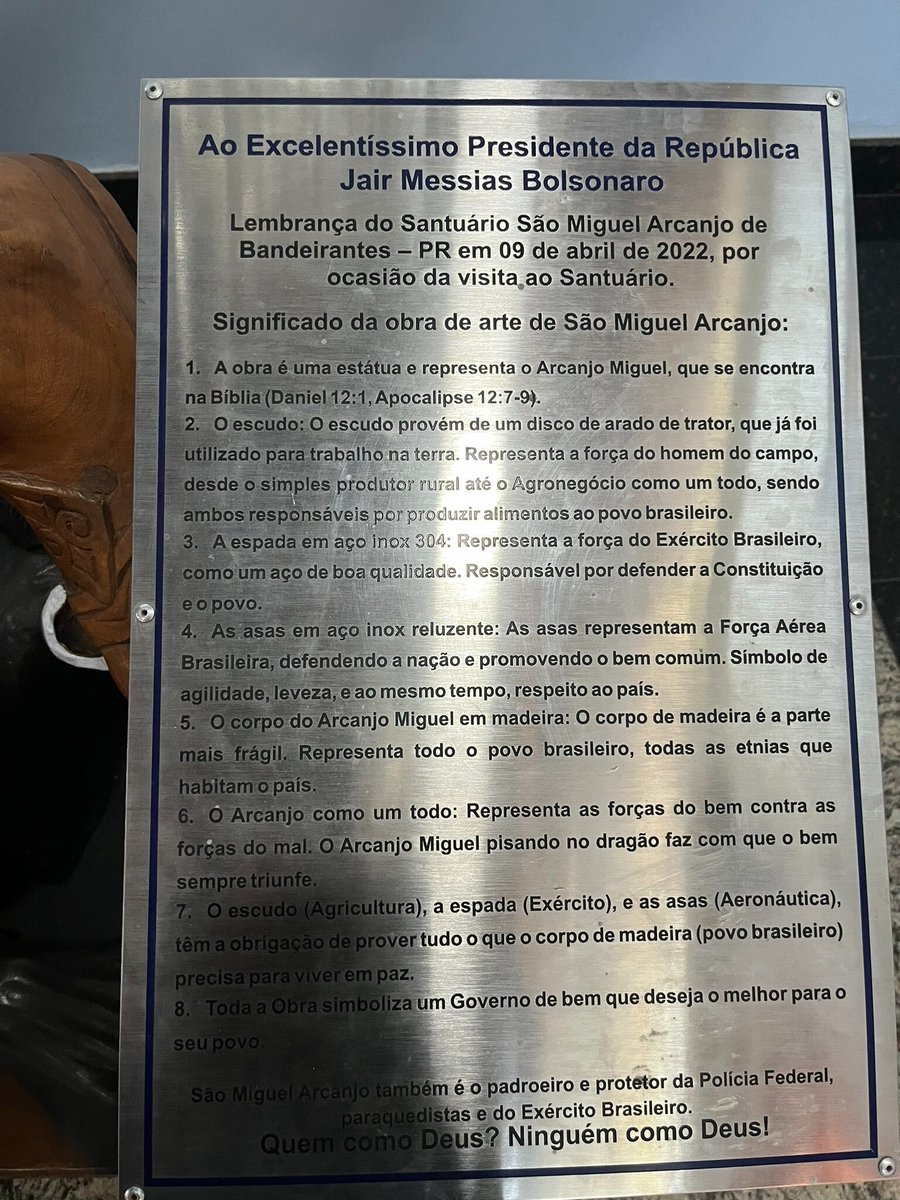 Ao Excelentíssimo Presidente da República
Jair Messias Bolsonaro
Lembrança do Santuário São Miguel Arcanjo de
Bandeirantes – PR em 09 de abril de 2022, por
ocasião da visita ao Santuário.
Significado da obra de arte de São Miguel Arcanjo:
1. A obra é uma estátua e representa o Arcanjo Miguel, que se encontra
na Bíblia (Daniel 12:1, Apocalipse 12:7-9).
2. O escudo: O escudo provém de um disco de arado de trator, que já foi
utilizado para trabalho na terra. Representa a força do homem do campo,
desde o simples produtor rural até o Agronegócio como um todo, sendo
ambos responsáveis por produzir alimentos ao povo brasileiro.
3. A espada em aço inox 304: Representa a força do Exército Brasileiro,
como um aço de boa qualidade. Responsável por defender a Constituição
e o povo.
4. As asas em aço inox reluzente: As asas representam a Força Aérea
Brasileira, defendendo a nação e promovendo o bem comum. Símbolo de
agilidade, leveza, e ao mesmo tempo, respeito ao país.
5. O corpo do Arcanjo Miguel em madeira: O corpo de madeira é a parte
mais frágil. Representa todo o povo brasileiro, todas as etnias que
habitam o país.
6. O Arcanjo como um todo: Representa as forças do bem contra as
forças do mal. O Arcanjo Miguel pisando no dragão faz com que o bem
sempre triunfe.
7. O escudo (Agricultura), a espada (Exército), e as asas (Aeronáutica),
têm a obrigação de prover tudo o que o corpo de madeira (povo brasileiro)
precisa para viver em paz.
8. Toda a Obra simboliza um Governo de bem que deseja o melhor para o
seu povo.
São Miguel Arcanjo também é o padroeiro e protetor da Polícia Federal,
paraquedistas e do Exército Brasileiro.
Quem como Deus? Ninguém como Deus!